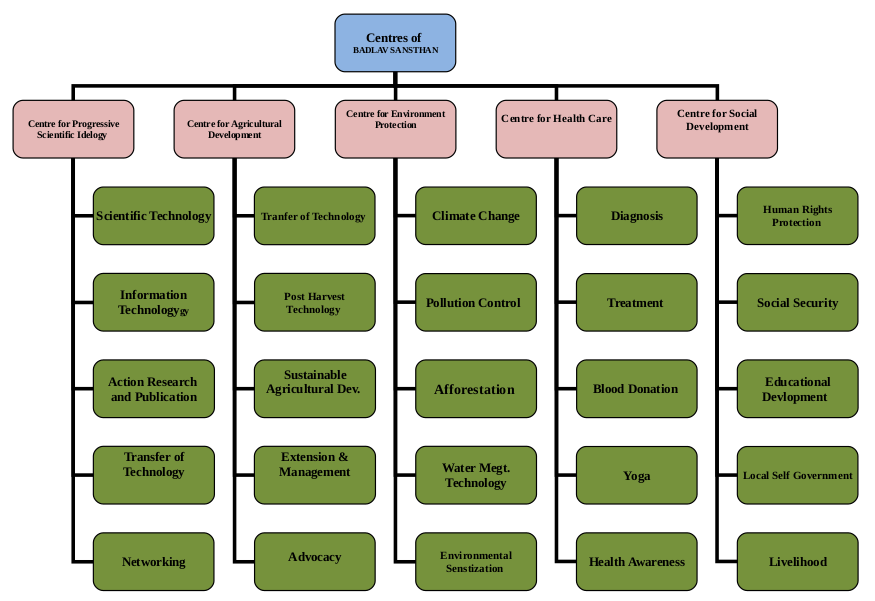 Centres of
BADLAV SANSTHAN
Centre for Progressive
Scientific Idelogy
Centre for Agricultural
Development
Centre for Environment
Protection
Centre for Health Care
Centre for Social
Development
Scientific Technology
Information
Technologygy
Action Research
and Publication
Transfer of
Technology
Networking
Tranfer of Technology
Post Harvest
Technology
Sustainable
Agricultural Dev.
Extension &
Management
Advocacy
Climate Change
Pollution Control
Afforestation
Water Megt.
Technology
Environmental
Senstization
Diagnosis
Treatment
Blood Donation
Yoga
Health Awareness
Human Rights
Protection
Social Security
Educational
Devlopment
Local Self Government
Livelihood